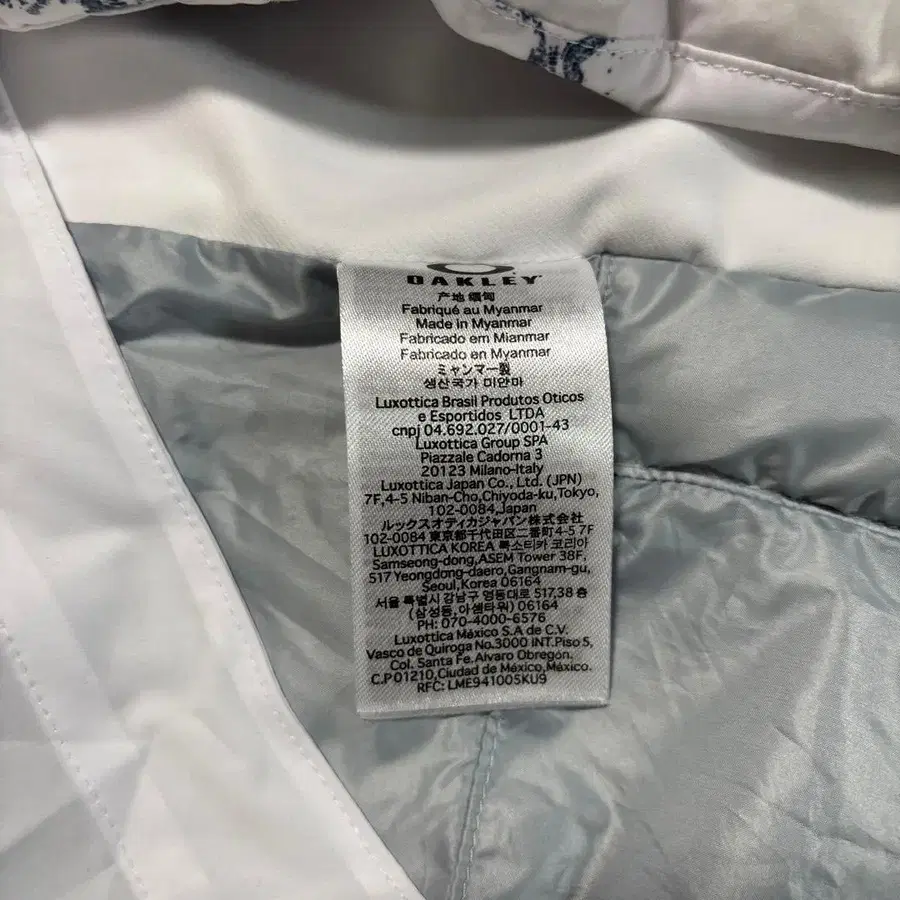 OAKLEY
产地 缅甸
Fabriqué au Myanmar
Made in Myanmar
Fabricado em Mianmar
Fabricado en Myanmar
ミャンマー製
생산국가 미얀마
Luxottica Brasil Produtos Oticos
e Esportidos LTDA
cnpj 04.692.027/0001-43
Luxottica Group SPA
Piazzale Cadorna 3
20123 Milano-Italy
Luxottica Japan Co., Ltd. (JPN)
7F,4-5 Niban-Cho,Chiyoda-ku,Tokyo,
102-0084,Japan
ルックスオティカジャパン株式会社
102-0084 東京都千代田区二番町4-5 7F
LUXOTTICA KOREA 룩소티카 코리아
Samseong-dong,ASEM Tower 38F,
517 Yeongdong-daero,Gangnam-gu,
Seoul,Korea 06164
서울 특별시 강남구 영동대로 517,38 층
(삼성동,아셈타워) 06164
PH: 070-4000-6576
Luxottica México S.A de C.V.
Vasco de Quiroga No.3000 INT.Piso 5,
Col. Santa Fe.Alvaro Obregón.
C.P01210,Ciudad de México,México.
RFC: LME941005KU9